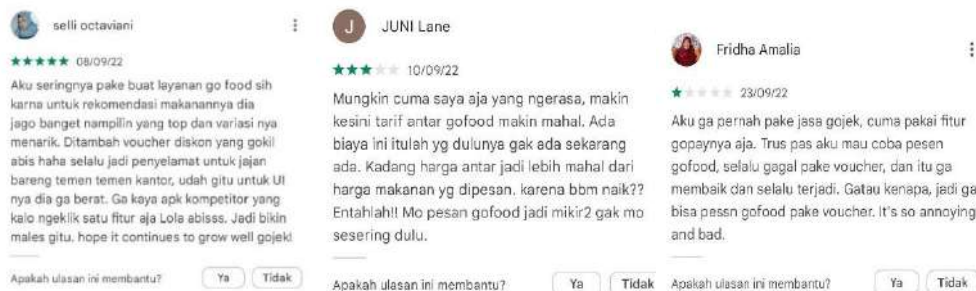 selli octaviani
08/09/22
Aku seringnya pake buat layanan go food sih
karna untuk rekomendasi makanannya dia
jago banget nampilin yang top dan variasi nya
menarik. Ditambah voucher diskon yang gokil
abis haha selalu jadi penyelamat untuk jajan
bareng temen temen kantor, udah gitu untuk UI
nya dia ga berat. Ga kaya apk kompetitor yang
kalo ngeklik satu fitur aja Lola abisss. Jadi bikin
males gitu. hope it continues to grow well gojek!
Apakah ulasan ini membantu?
Ya
Tidak
J
JUNI Lane
10/09/22
Mungkin cuma saya aja yang ngerasa, makin
kesini tarif antar gofood makin mahal. Ada
biaya ini itulah yg dulunya gak ada sekarang
ada. Kadang harga antar jadi lebih mahal dari
harga makanan yg dipesan. karena bbm naik??
Entahlah!! Mo pesan gofood jadi mikir2 gak mo
sesering dulu.
Apakah ulasan ini membantu?
Ya
Tidak
Fridha Amalia
23/09/22
Aku ga pernah pake jasa gojek, cuma pakai fitur
gopaynya aja. Trus pas aku mau coba pesen
gofood, selalu gagal pake voucher, dan itu ga
membaik dan selalu terjadi. Gatau kenapa, jadi ga
bisa pessn gofood pake voucher. It's so annoying
and bad.
Apakah ulasan ini membantu?
Ya
Tidak